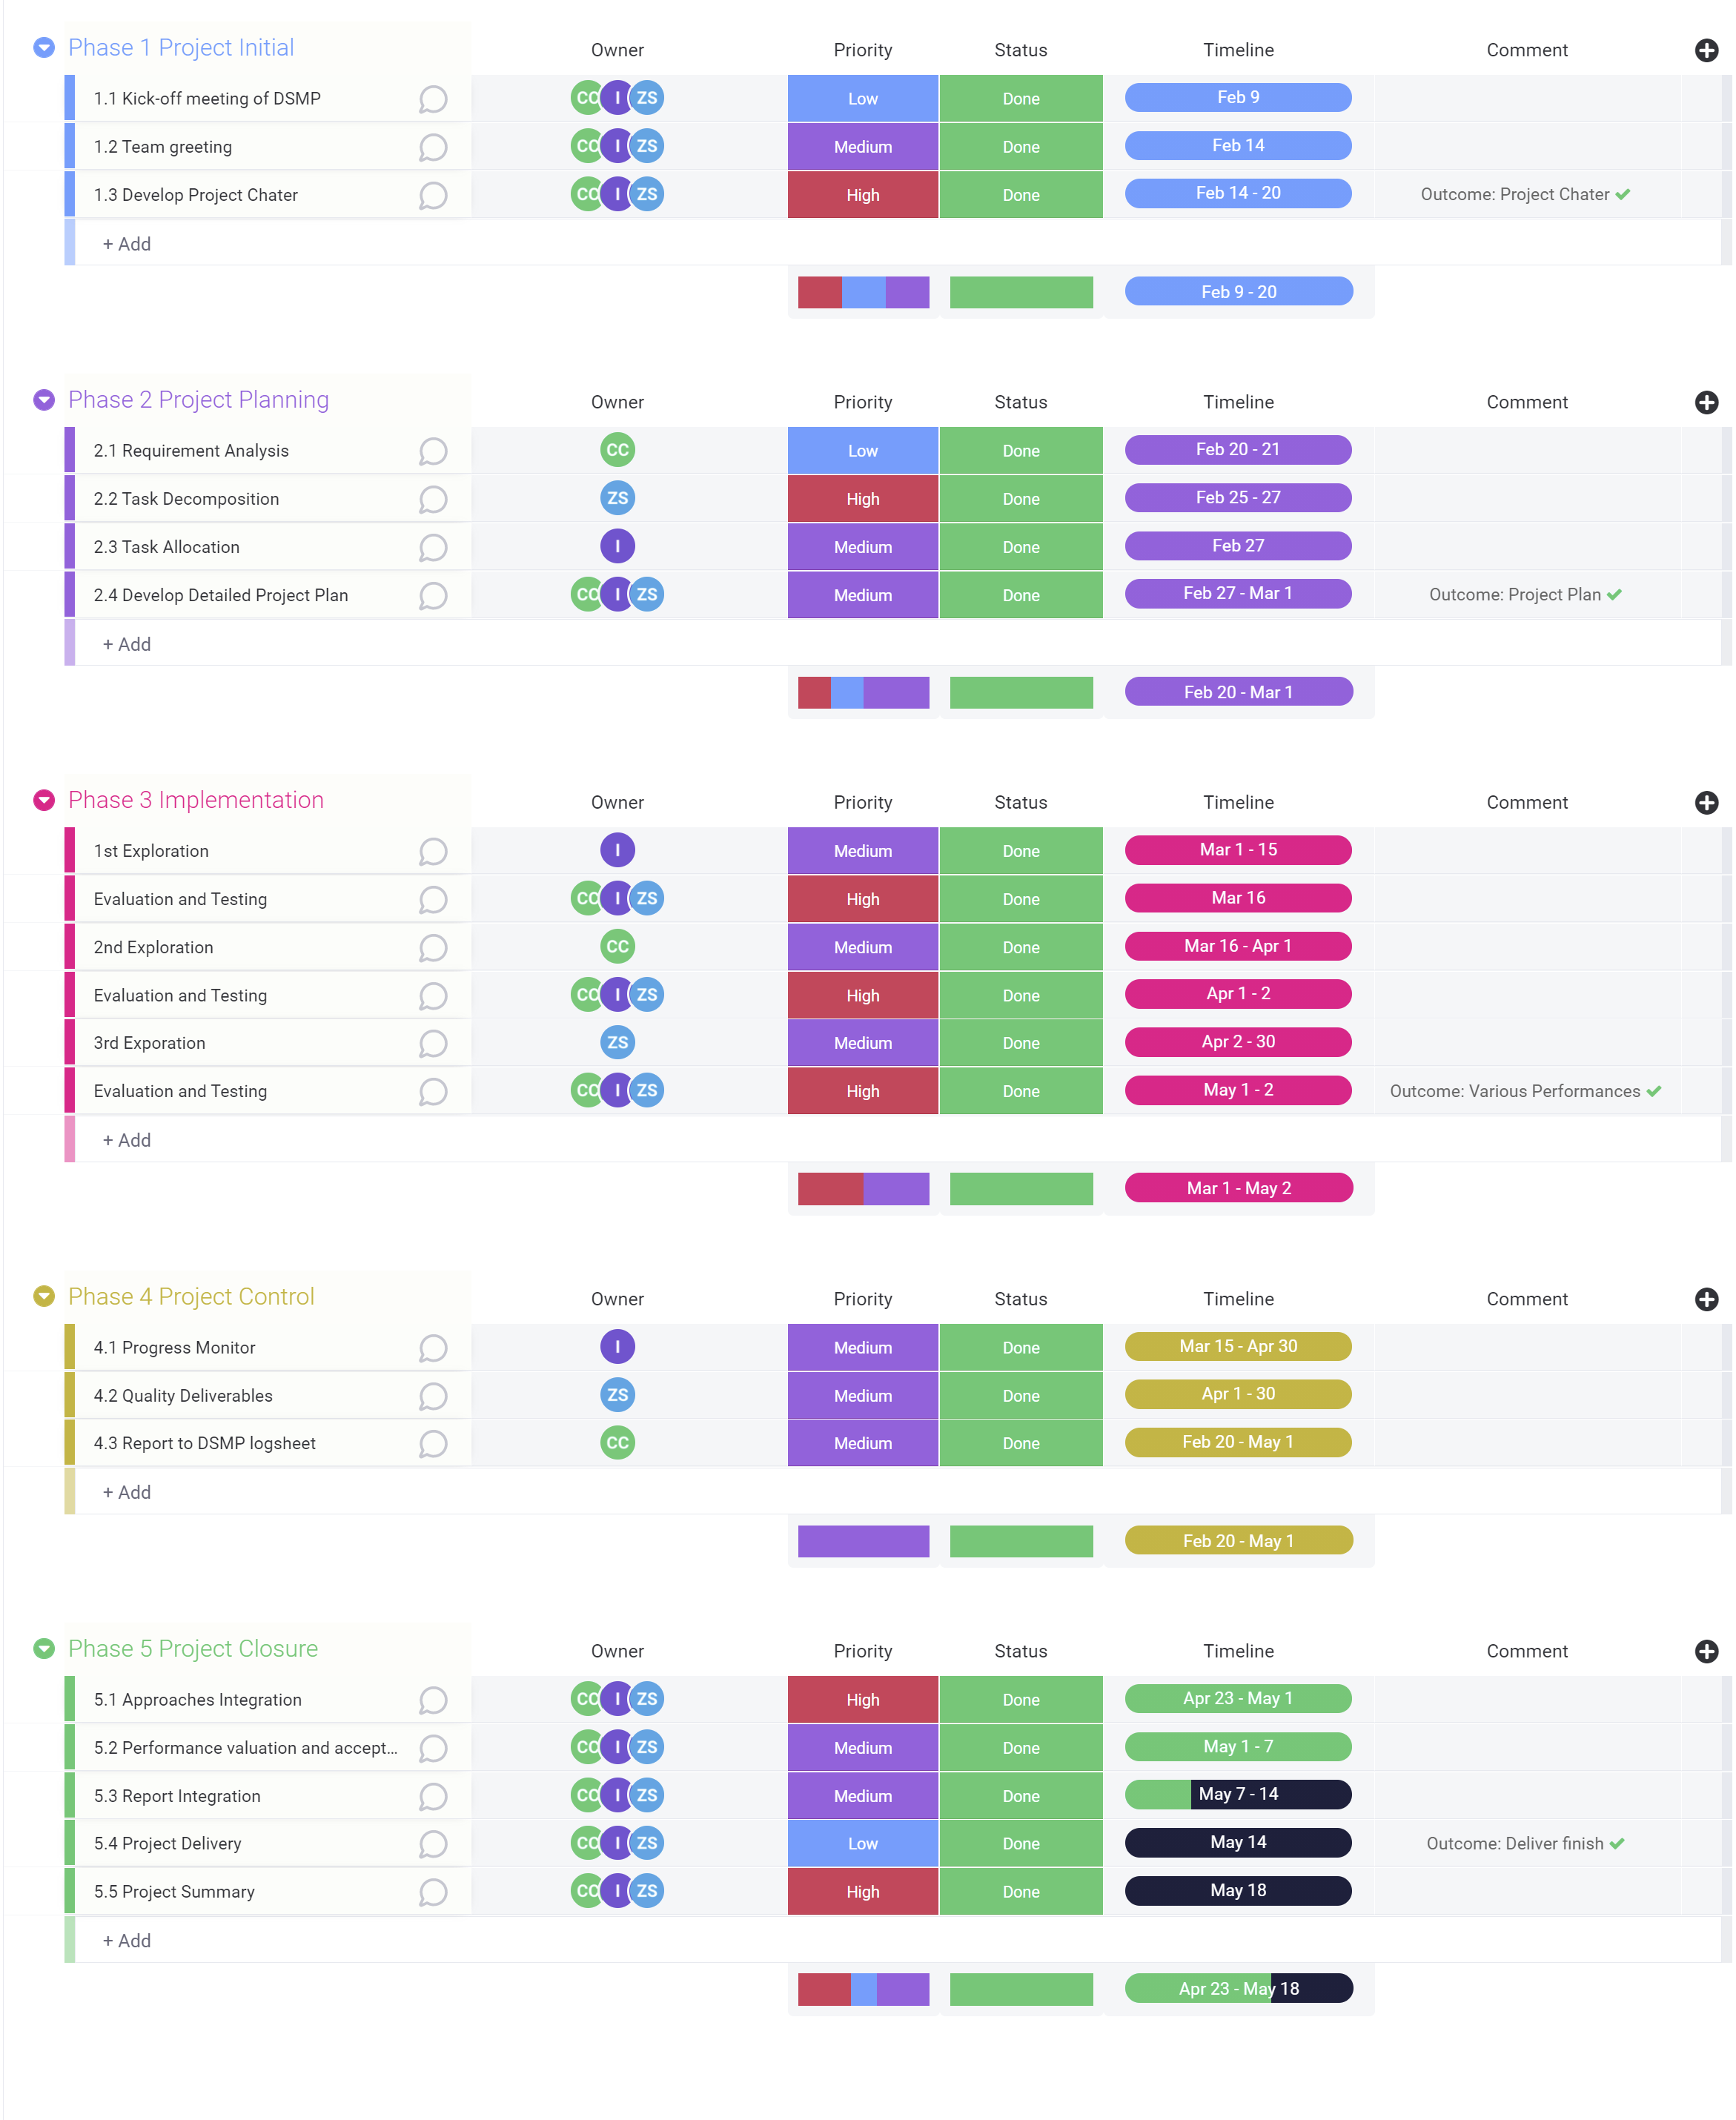 Phase 1 Project Initial Owner Priority Status Timeline Comment
1.1 Kick-off meeting of DSMP CC I ZS Low Done Feb 9
1.2 Team greeting CC I ZS Medium Done Feb 14
1.3 Develop Project Chater CC I ZS High Done Feb 14 - 20 Outcome: Project Chater
+ Add
Feb 9 - 20
Phase 2 Project Planning Owner Priority Status Timeline Comment
2.1 Requirement Analysis CC Low Done Feb 20 - 21
2.2 Task Decomposition ZS High Done Feb 25 - 27
2.3 Task Allocation I Medium Done Feb 27
2.4 Develop Detailed Project Plan CC I ZS Medium Done Feb 27 - Mar 1 Outcome: Project Plan
+ Add
Feb 20 - Mar 1
Phase 3 Implementation Owner Priority Status Timeline Comment
1st Exploration I Medium Done Mar 1 - 15
Evaluation and Testing CC I ZS High Done Mar 16
2nd Exploration CC Medium Done Mar 16 - Apr 1
Evaluation and Testing CC I ZS High Done Apr 1 - 2
3rd Exporation ZS Medium Done Apr 2 - 30
Evaluation and Testing CC I ZS High Done May 1 - 2 Outcome: Various Performances
+ Add
Mar 1 - May 2
Phase 4 Project Control Owner Priority Status Timeline Comment
4.1 Progress Monitor I Medium Done Mar 15 - Apr 30
4.2 Quality Deliverables ZS Medium Done Apr 1 - 30
4.3 Report to DSMP logsheet CC Medium Done Feb 20 - May 1
+ Add
Feb 20 - May 1
Phase 5 Project Closure Owner Priority Status Timeline Comment
5.1 Approaches Integration CC I ZS High Done Apr 23 - May 1
5.2 Performance valuation and accept... CC I ZS Medium Done May 1 - 7
5.3 Report Integration CC I ZS Medium Done May 7 - 14
5.4 Project Delivery CC I ZS Low Done May 14 Outcome: Deliver finish
5.5 Project Summary CC I ZS High Done May 18
+ Add
Apr 23 - May 18